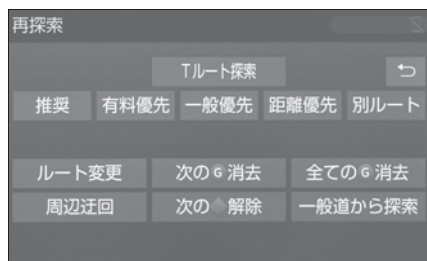 再探索
Tルート探索
推奨 有料優先 一般優先 距離優先 別ルート
ルート変更 次のG消去 全てのG消去
周辺迂回 次の◆解除 一般道から探索